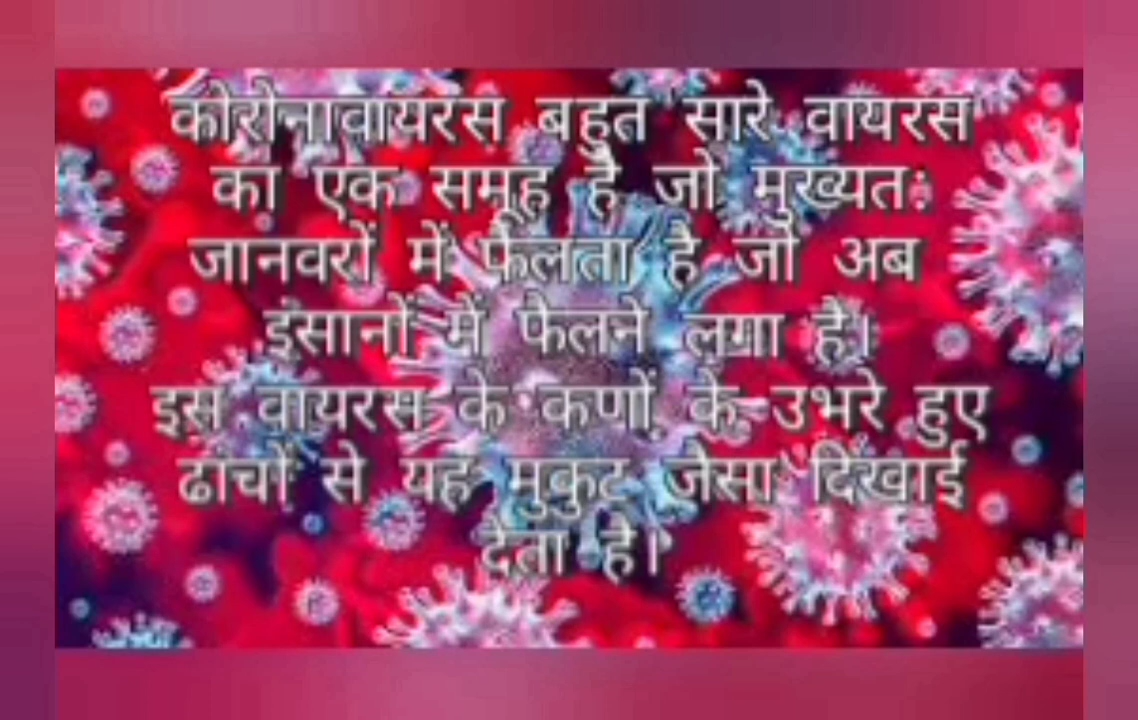 कोरोनावायरस बहुत सारे वायरस
का एक समूह है जो मुख्यतः
जानवरों में फैलता है जो अब
इंसानों में फैलने लगा है।
इस वायरस के कणों के उभरे हुए
ढांचों से यह मुकुट जैसा दिखाई
देता है।